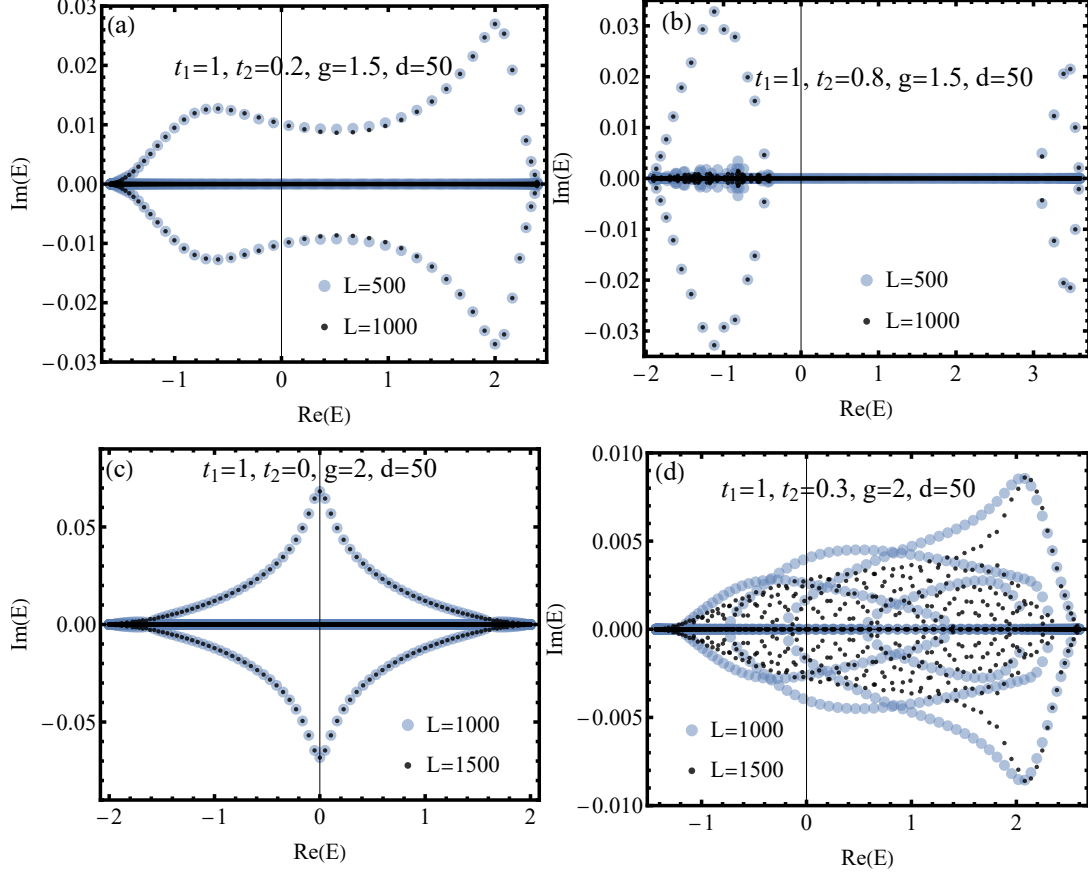 (a)
t₁=1, t₂=0.2, g=1.5, d=50
0.03
0.02
0.01
0.00
−0.01
−0.02
−0.03
Im(E)
L=500
L=1000
−1 0 1 2
Re(E)
(b)
t₁=1, t₂=0.8, g=1.5, d=50
0.03
0.02
0.01
0.00
−0.01
−0.02
−0.03
Im(E)
L=500
L=1000
−2 −1 0 1 2 3
Re(E)
(c)
t₁=1, t₂=0, g=2, d=50
0.05
0.00
−0.05
Im(E)
L=1000
L=1500
−2 −1 0 1 2
Re(E)
(d)
t₁=1, t₂=0.3, g=2, d=50
0.010
0.005
0.000
−0.005
−0.010
Im(E)
L=1000
L=1500
−1 0 1 2
Re(E)